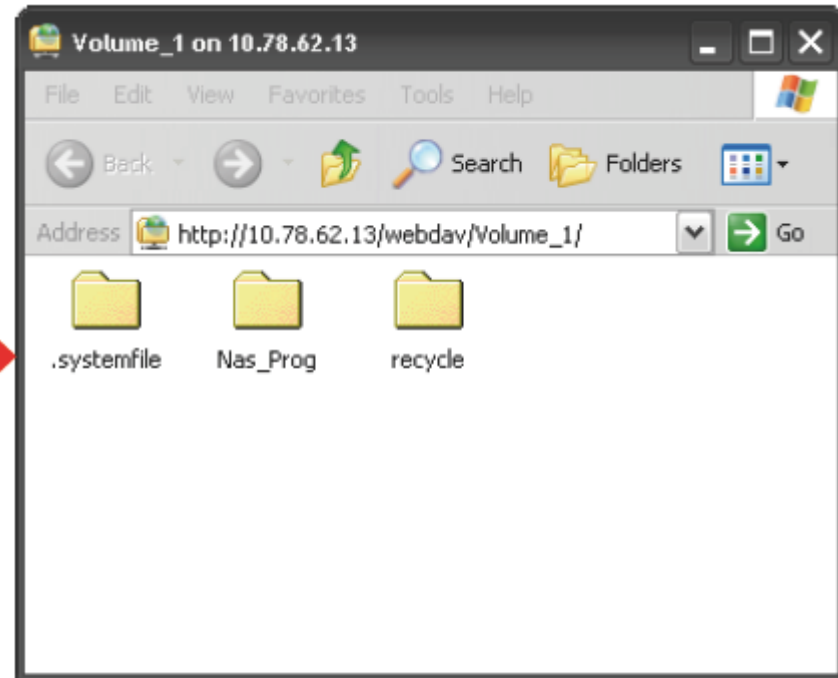 Volume_1 on 10.78.62.13
File Edit View Favorites Tools Help
Back Search Folders
Address http://10.78.62.13/webdav/Volume_1/ Go
.systemfile Nas_Prog recycle